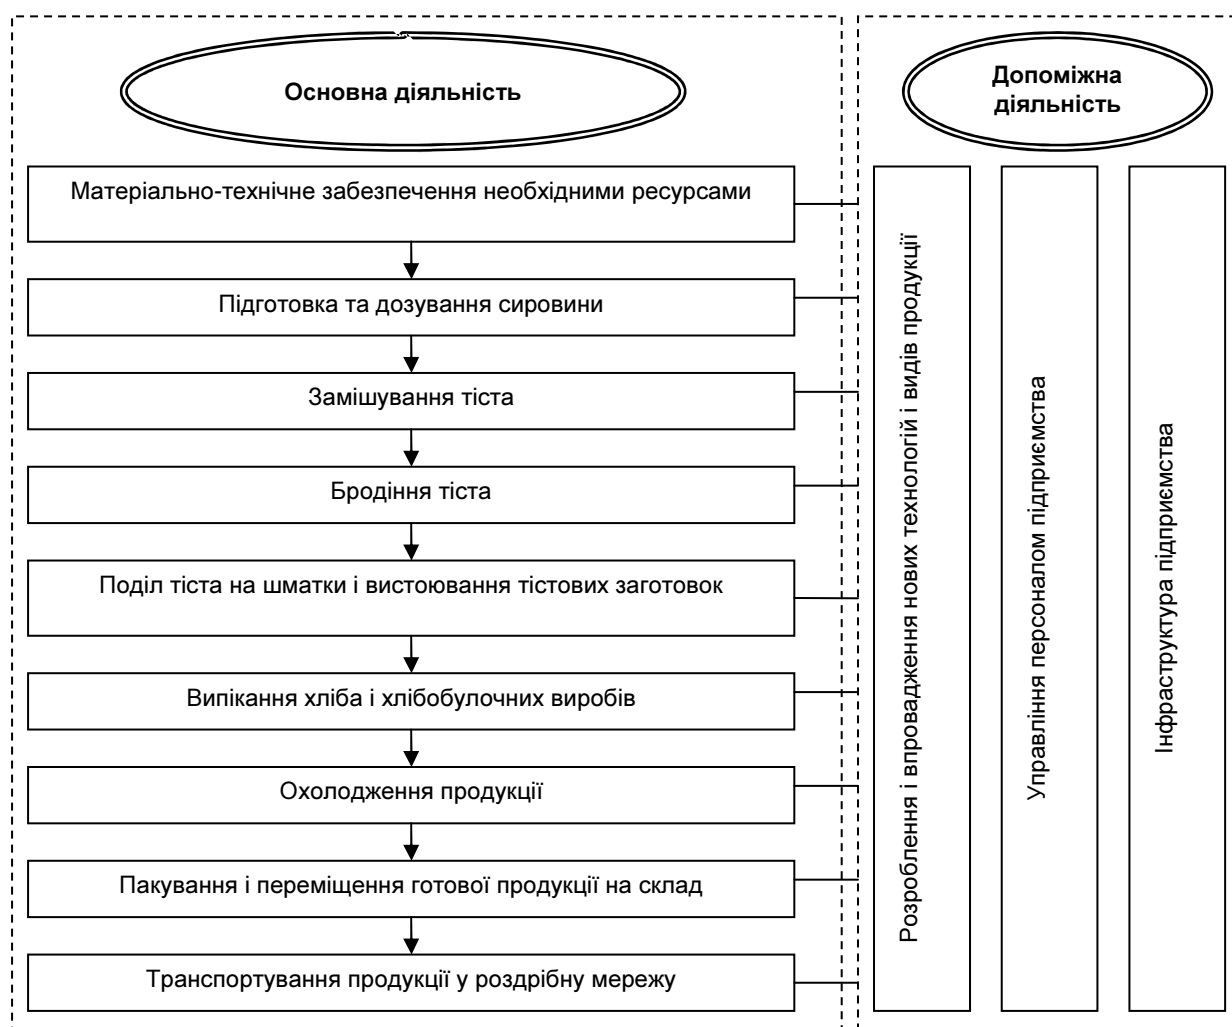 Основна діяльність
Матеріально-технічне забезпечення необхідними ресурсами
Підготовка та дозування сировини
Замішування тіста
Бродіння тіста
Поділ тіста на шматки і вистоювання тістових заготовок
Випікання хліба і хлібобулочних виробів
Охолодження продукції
Пакування і переміщення готової продукції на склад
Транспортування продукції у роздрібну мережу
Допоміжна
діяльність
Розроблення і впровадження нових технологій і видів продукції
Управління персоналом підприємства
Інфраструктура підприємства